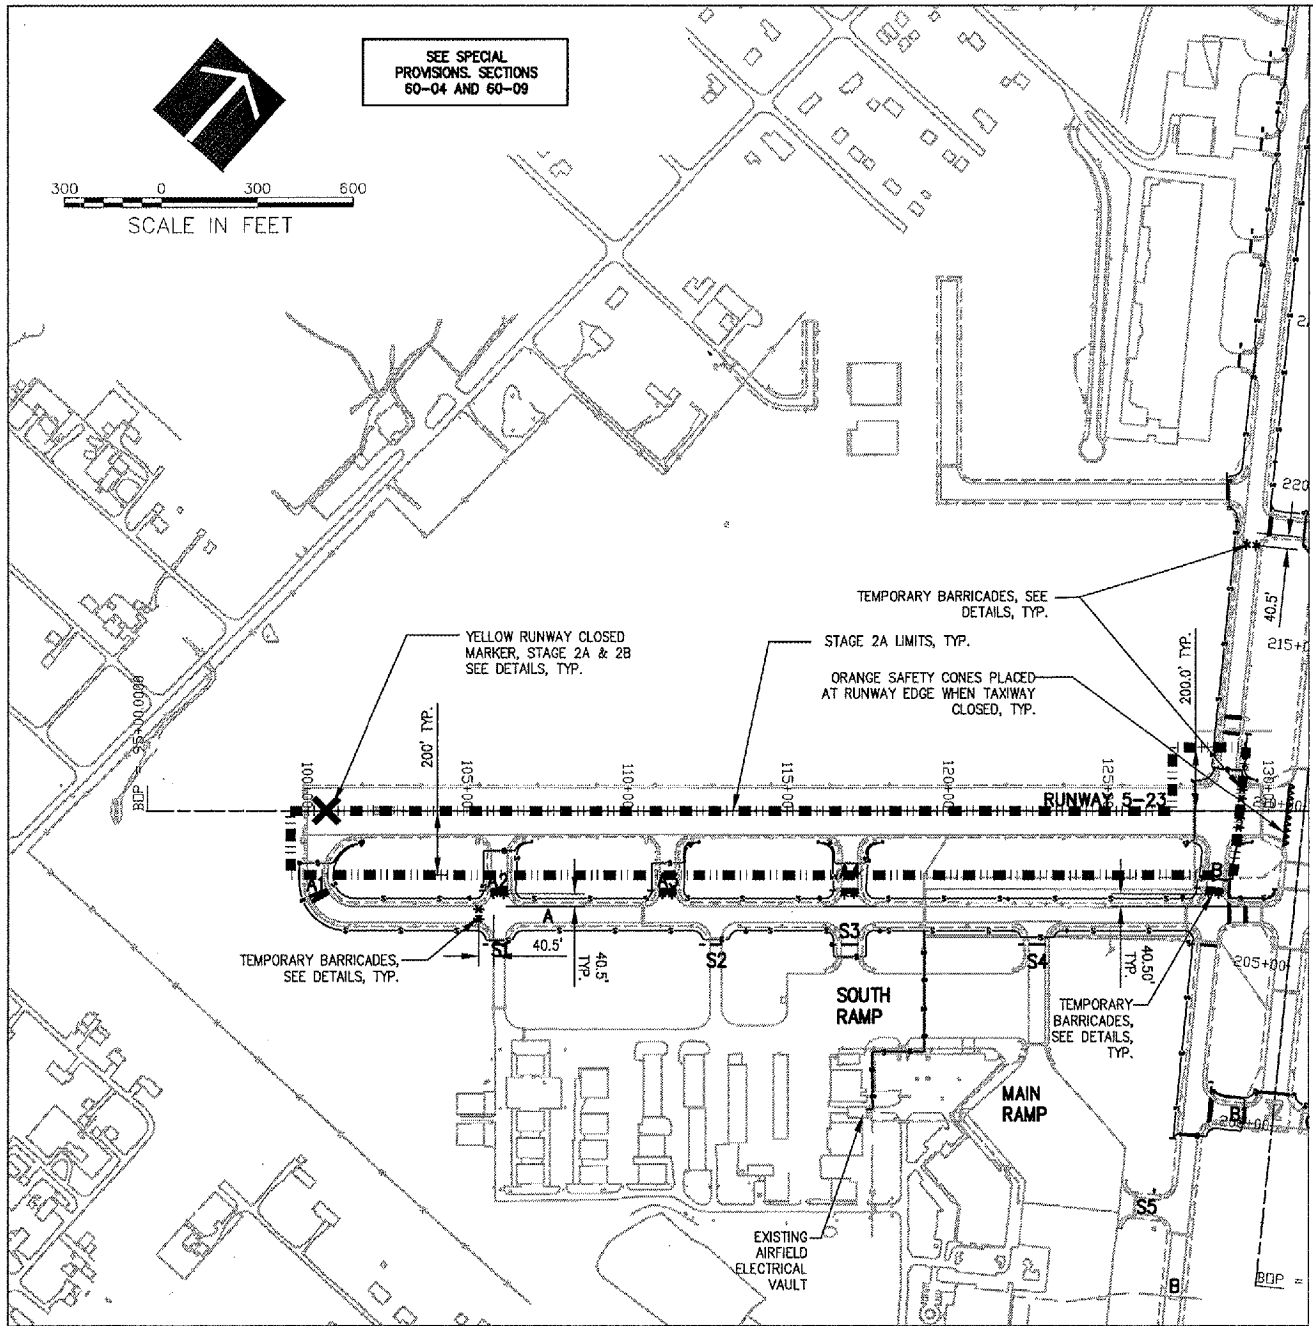 SEE SPECIAL
PROVISIONS. SECTIONS
60-04 AND 60-09
300 0 300 600
SCALE IN FEET
220
TEMPORARY BARRICADES, SEE
DETAILS, TYP.
40.5'
YELLOW RUNWAY CLOSED
MARKER, STAGE 2A & 2B
SEE DETAILS, TYP.
STAGE 2A LIMITS, TYP.
215+
ORANGE SAFETY CONES PLACED
AT RUNWAY EDGE WHEN TAXIWAY
CLOSED, TYP.
200.0' TYP.
200' TYP.
100+00
105+00
110+00
115+00
120+00
125+
130+00
RUNWAY 5-23
A1
A2
A4
B
A
S1
S2
S3
S4
40.5'
40.5'
TYP.
40.50'
TYP.
TEMPORARY BARRICADES,
SEE DETAILS, TYP.
205+00
SOUTH
RAMP
TEMPORARY
BARRICADES,
SEE DETAILS,
TYP.
MAIN
RAMP
B
S5
EXISTING
AIRFIELD
ELECTRICAL
VAULT
B
BOP =